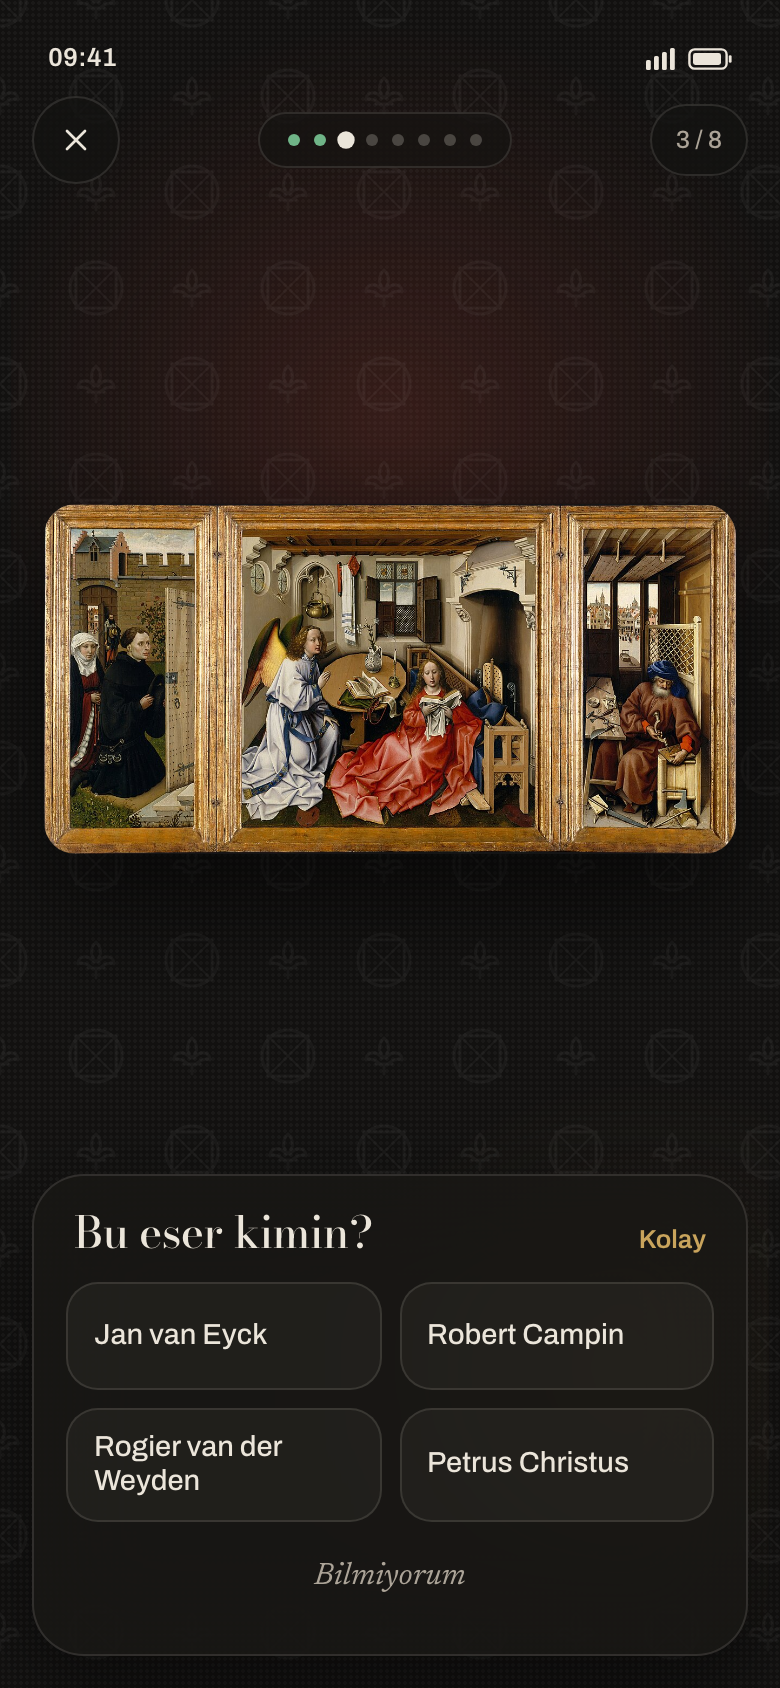 09:41
3/8
Bu eser kimin?
Kolay
Jan van Eyck
Robert Campin
Rogier van der
Weyden
Petrus Christus
Bilmiyorum